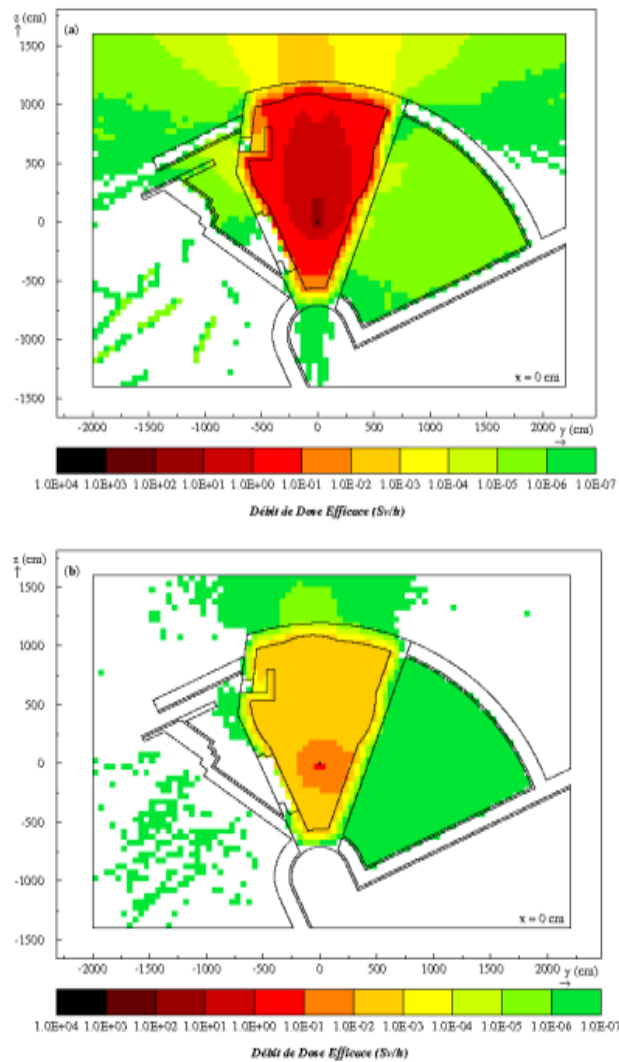 z (cm)
↑
(a)
1500
1000
500
0
-500
-1000
-1500
x = 0 cm
-2000 -1500 -1000 -500 0 500 1000 1500 2000 y (cm)
→
1.0E+04 1.0E+03 1.0E+02 1.0E+01 1.0E+00 1.0E-01 1.0E-02 1.0E-03 1.0E-04 1.0E-05 1.0E-06 1.0E-07
Débit de Dose Efficace (Sv/h)
z (cm)
↑
(b)
1500
1000
500
0
-500
-1000
-1500
x = 0 cm
-2000 -1500 -1000 -500 0 500 1000 1500 2000 y (cm)
→
1.0E+04 1.0E+03 1.0E+02 1.0E+01 1.0E+00 1.0E-01 1.0E-02 1.0E-03 1.0E-04 1.0E-05 1.0E-06 1.0E-07
Débit de Dose Efficace (Sv/h)